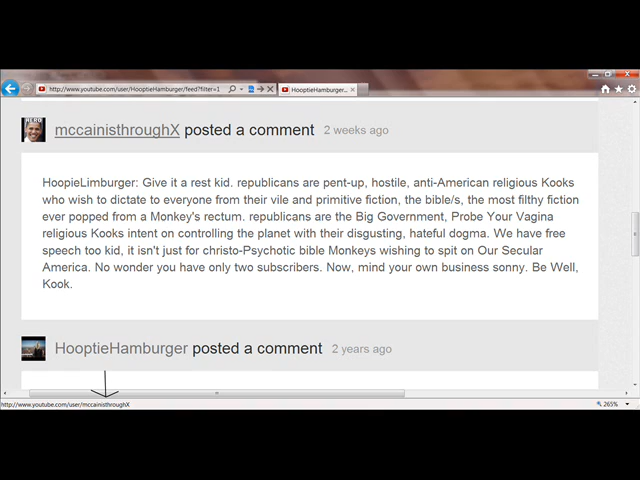 http://www.youtube.com/user/HooptieHamburger/feed?filter=1
HooptieHamburger...
HERO
mccainisthroughX posted a comment 2 weeks ago
HoopieLimburger: Give it a rest kid. republicans are pent-up, hostile, anti-American religious Kooks
who wish to dictate to everyone from their vile and primitive fiction, the bible/s, the most filthy fiction
ever popped from a Monkey's rectum. republicans are the Big Government, Probe Your Vagina
religious Kooks intent on controlling the planet with their disgusting, hateful dogma. We have free
speech too kid, it isn't just for christo-Psychotic bible Monkeys wishing to spit on Our Secular
America. No wonder you have only two subscribers. Now, mind your own business sonny. Be Well,
Kook.
HooptieHamburger posted a comment 2 years ago
http://www.youtube.com/user/mccainisthroughX
265%